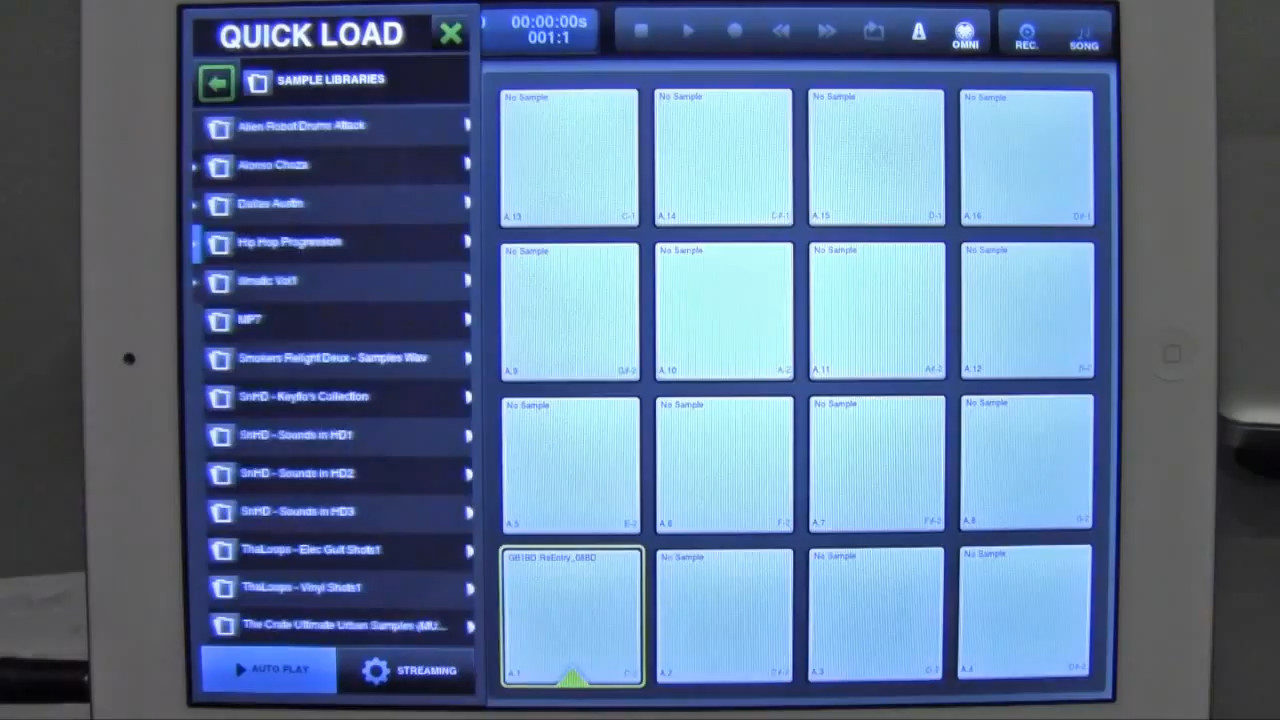 QUICK LOAD
SAMPLE LIBRARIES
Alien Robot Drums Attack
Alonso Choza
Dallas Austin
Hip Hop Progression
Illmatic Vol1
MP7
Smokers Relight Deux - Samples Wav
SnHD - Keyflo's Collection
SnHD - Sounds in HD1
SnHD - Sounds in HD2
SnHD - Sounds in HD3
ThaLoops - Elec Guit Shots1
ThaLoops - Vinyl Shots1
The Crate Ultimate Urban Samples (MU...
AUTO PLAY
STREAMING
00:00:00s
001:1
OMNI
REC.
SONG
No Sample
A.13
No Sample
A.14
No Sample
A.15
No Sample
A.16
No Sample
A.9
No Sample
A.10
No Sample
A.11
No Sample
A.12
No Sample
A.5
No Sample
A.6
No Sample
A.7
No Sample
A.8
GB1BD ReEntry_08BD
A.1
No Sample
A.2
No Sample
A.3
No Sample
A.4